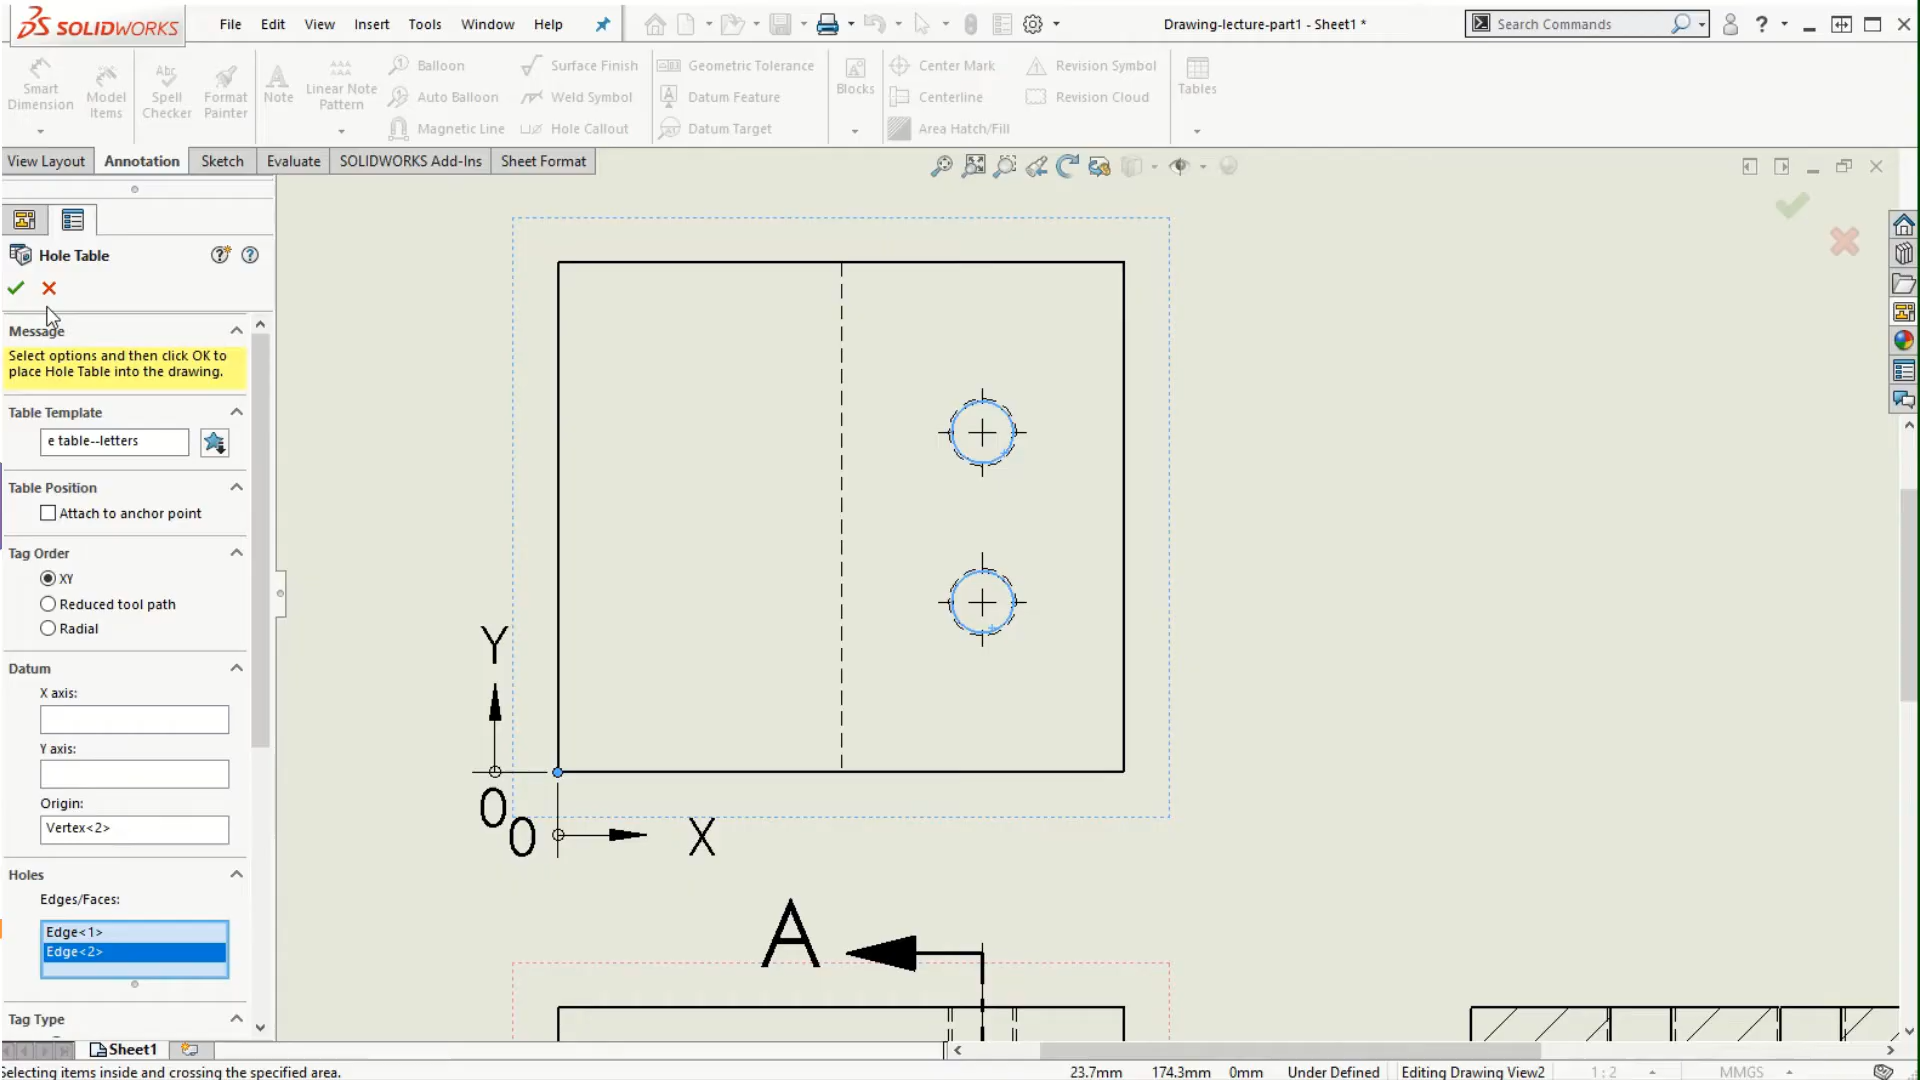 SOLIDWORKS
File Edit View Insert Tools Window Help
Drawing-lecture-part1 - Sheet1 *
Search Commands
Smart Dimension
Model Items
Abc
Spell Checker
Format Painter
Note
Linear Note Pattern
Balloon
Auto Balloon
Magnetic Line
Surface Finish
Weld Symbol
Hole Callout
Geometric Tolerance
Datum Feature
Datum Target
Blocks
Center Mark
Centerline
Area Hatch/Fill
Revision Symbol
Revision Cloud
Tables
View Layout Annotation Sketch Evaluate SOLIDWORKS Add-Ins Sheet Format
Hole Table
Message
Select options and then click OK to
place Hole Table into the drawing.
Table Template
e table--letters
Table Position
Attach to anchor point
Tag Order
XY
Reduced tool path
Radial
Datum
X axis:
Y axis:
Origin:
Vertex<2>
Holes
Edges/Faces:
Edge<1>
Edge<2>
Tag Type
Y
0
0
X
A
Sheet1
Selecting items inside and crossing the specified area.
23.7mm 174.3mm 0mm Under Defined Editing Drawing View2 1 : 2 MMGS